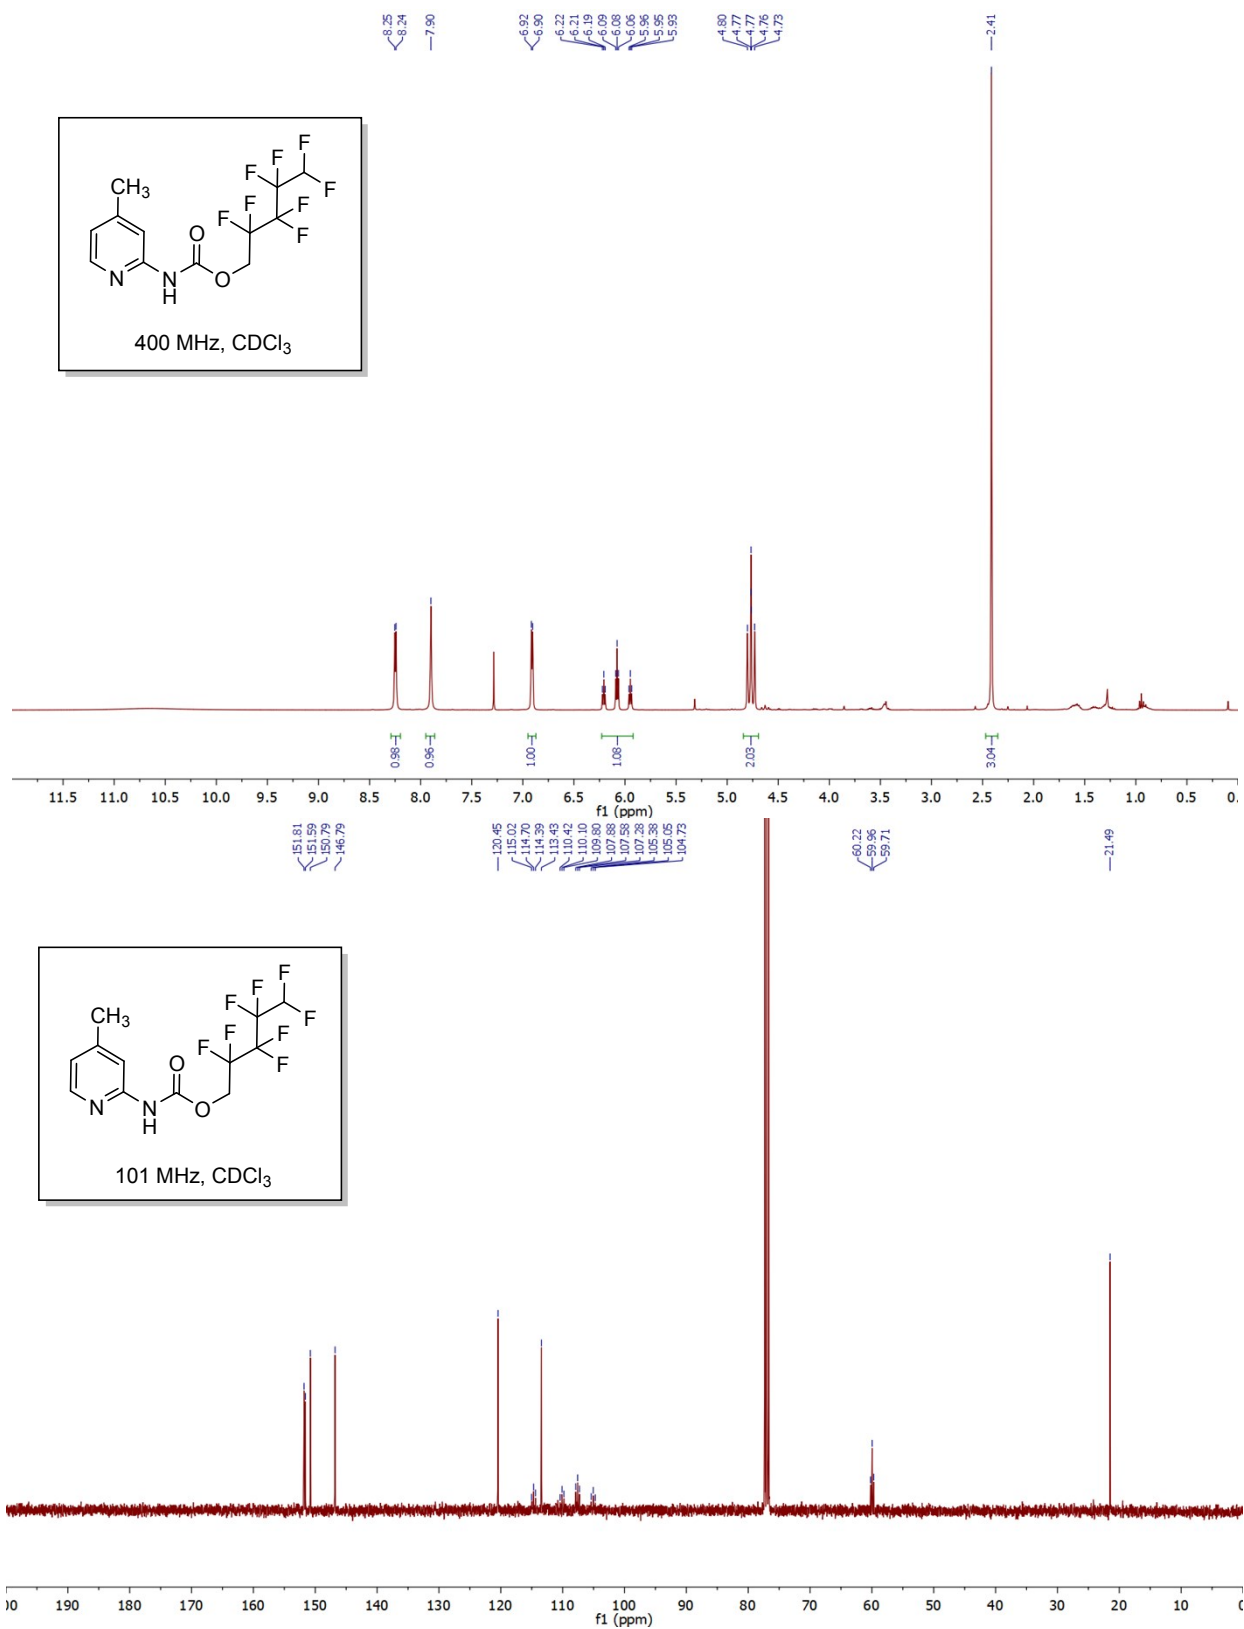 8.25 8.24 7.90 6.92 6.90 6.22 6.21 6.19 6.09 6.08 6.06 5.96 5.95 5.93 4.80 4.77 4.77 4.76 4.73 2.41
F
F F
F F
CH3 F F F
O F
N N O
H
400 MHz, CDCl3
0.98 0.96 1.00 1.08 2.03 3.04
11.5 11.0 10.5 10.0 9.5 9.0 8.5 8.0 7.5 7.0 6.5 6.0 5.5 5.0 4.5 4.0 3.5 3.0 2.5 2.0 1.5 1.0 0.5 0.
f1 (ppm)
151.81 151.59 150.79 146.79 120.45 115.02 114.70 114.39 113.43 110.42 110.10 109.80 107.88 107.58 107.28 105.38 105.05 104.73 60.22 59.96 59.71 21.49
F
F F
F F
CH3 F F F
O F
N N O
H
101 MHz, CDCl3
00 190 180 170 160 150 140 130 120 110 100 90 80 70 60 50 40 30 20 10 0
f1 (ppm)